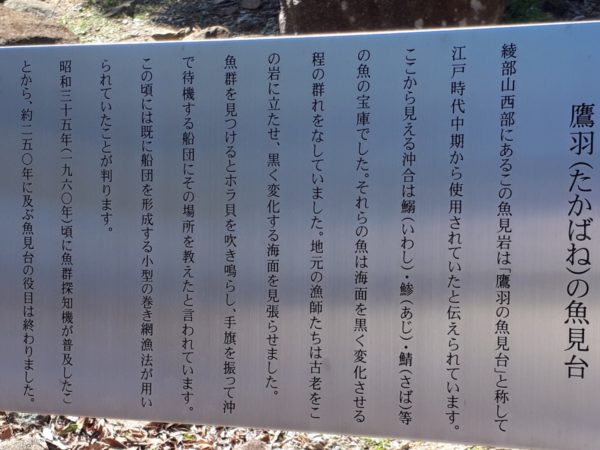 鷹羽(たかばね)の魚見台
綾部山西部にあるこの魚見岩は「鷹羽の魚見台」と称して
江戸時代中期から使用されていたと伝えられています。
ここから見える沖合は鰯(いわし)・鯵(あじ)・鯖(さば)等
の魚の宝庫でした。それらの魚は海面を黒く変化させる
程の群れをなしていました。地元の漁師たちは古老をこ
の岩に立たせ、黒く変化する海面を見張らせました。
魚群を見つけるとホラ貝を吹き鳴らし、手旗を振って沖
で待機する船団にその場所を教えたと言われています。
この頃には既に船団を形成する小型の巻き網漁法が用い
られていたことが判ります。
昭和三十五年(一九六〇年)頃に魚群探知機が普及したこ
とから、約二五〇年に及ぶ魚見台の役目は終わりました。